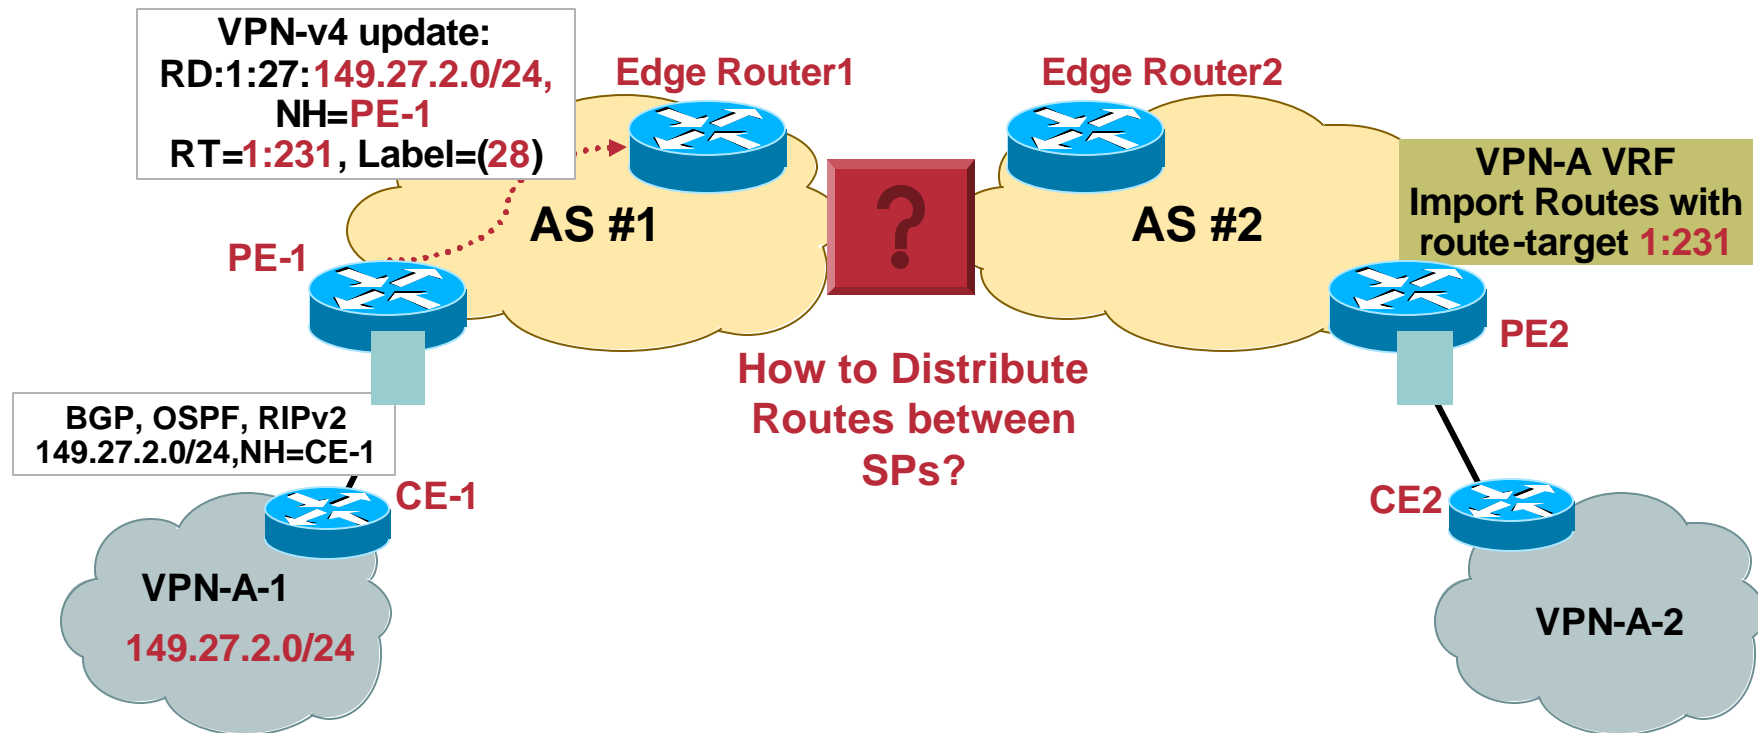 VPN-v4 update:
RD:1:27:149.27.2.0/24,
NH=PE-1
RT=1:231, Label=(28)
Edge Router1
Edge Router2
AS #1
?
AS #2
VPN-A VRF
Import Routes with
route-target 1:231
PE-1
PE2
How to Distribute
Routes between
SPs?
BGP, OSPF, RIPv2
149.27.2.0/24,NH=CE-1
CE-1
CE2
VPN-A-1
149.27.2.0/24
VPN-A-2